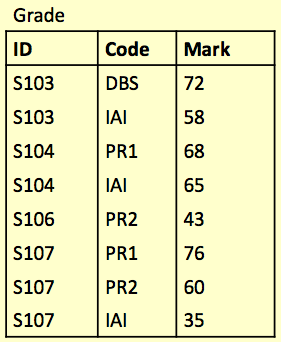 Grade
ID Code Mark
S103 DBS 72
S103 IAI 58
S104 PR1 68
S104 IAI 65
S106 PR2 43
S107 PR1 76
S107 PR2 60
S107 IAI 35